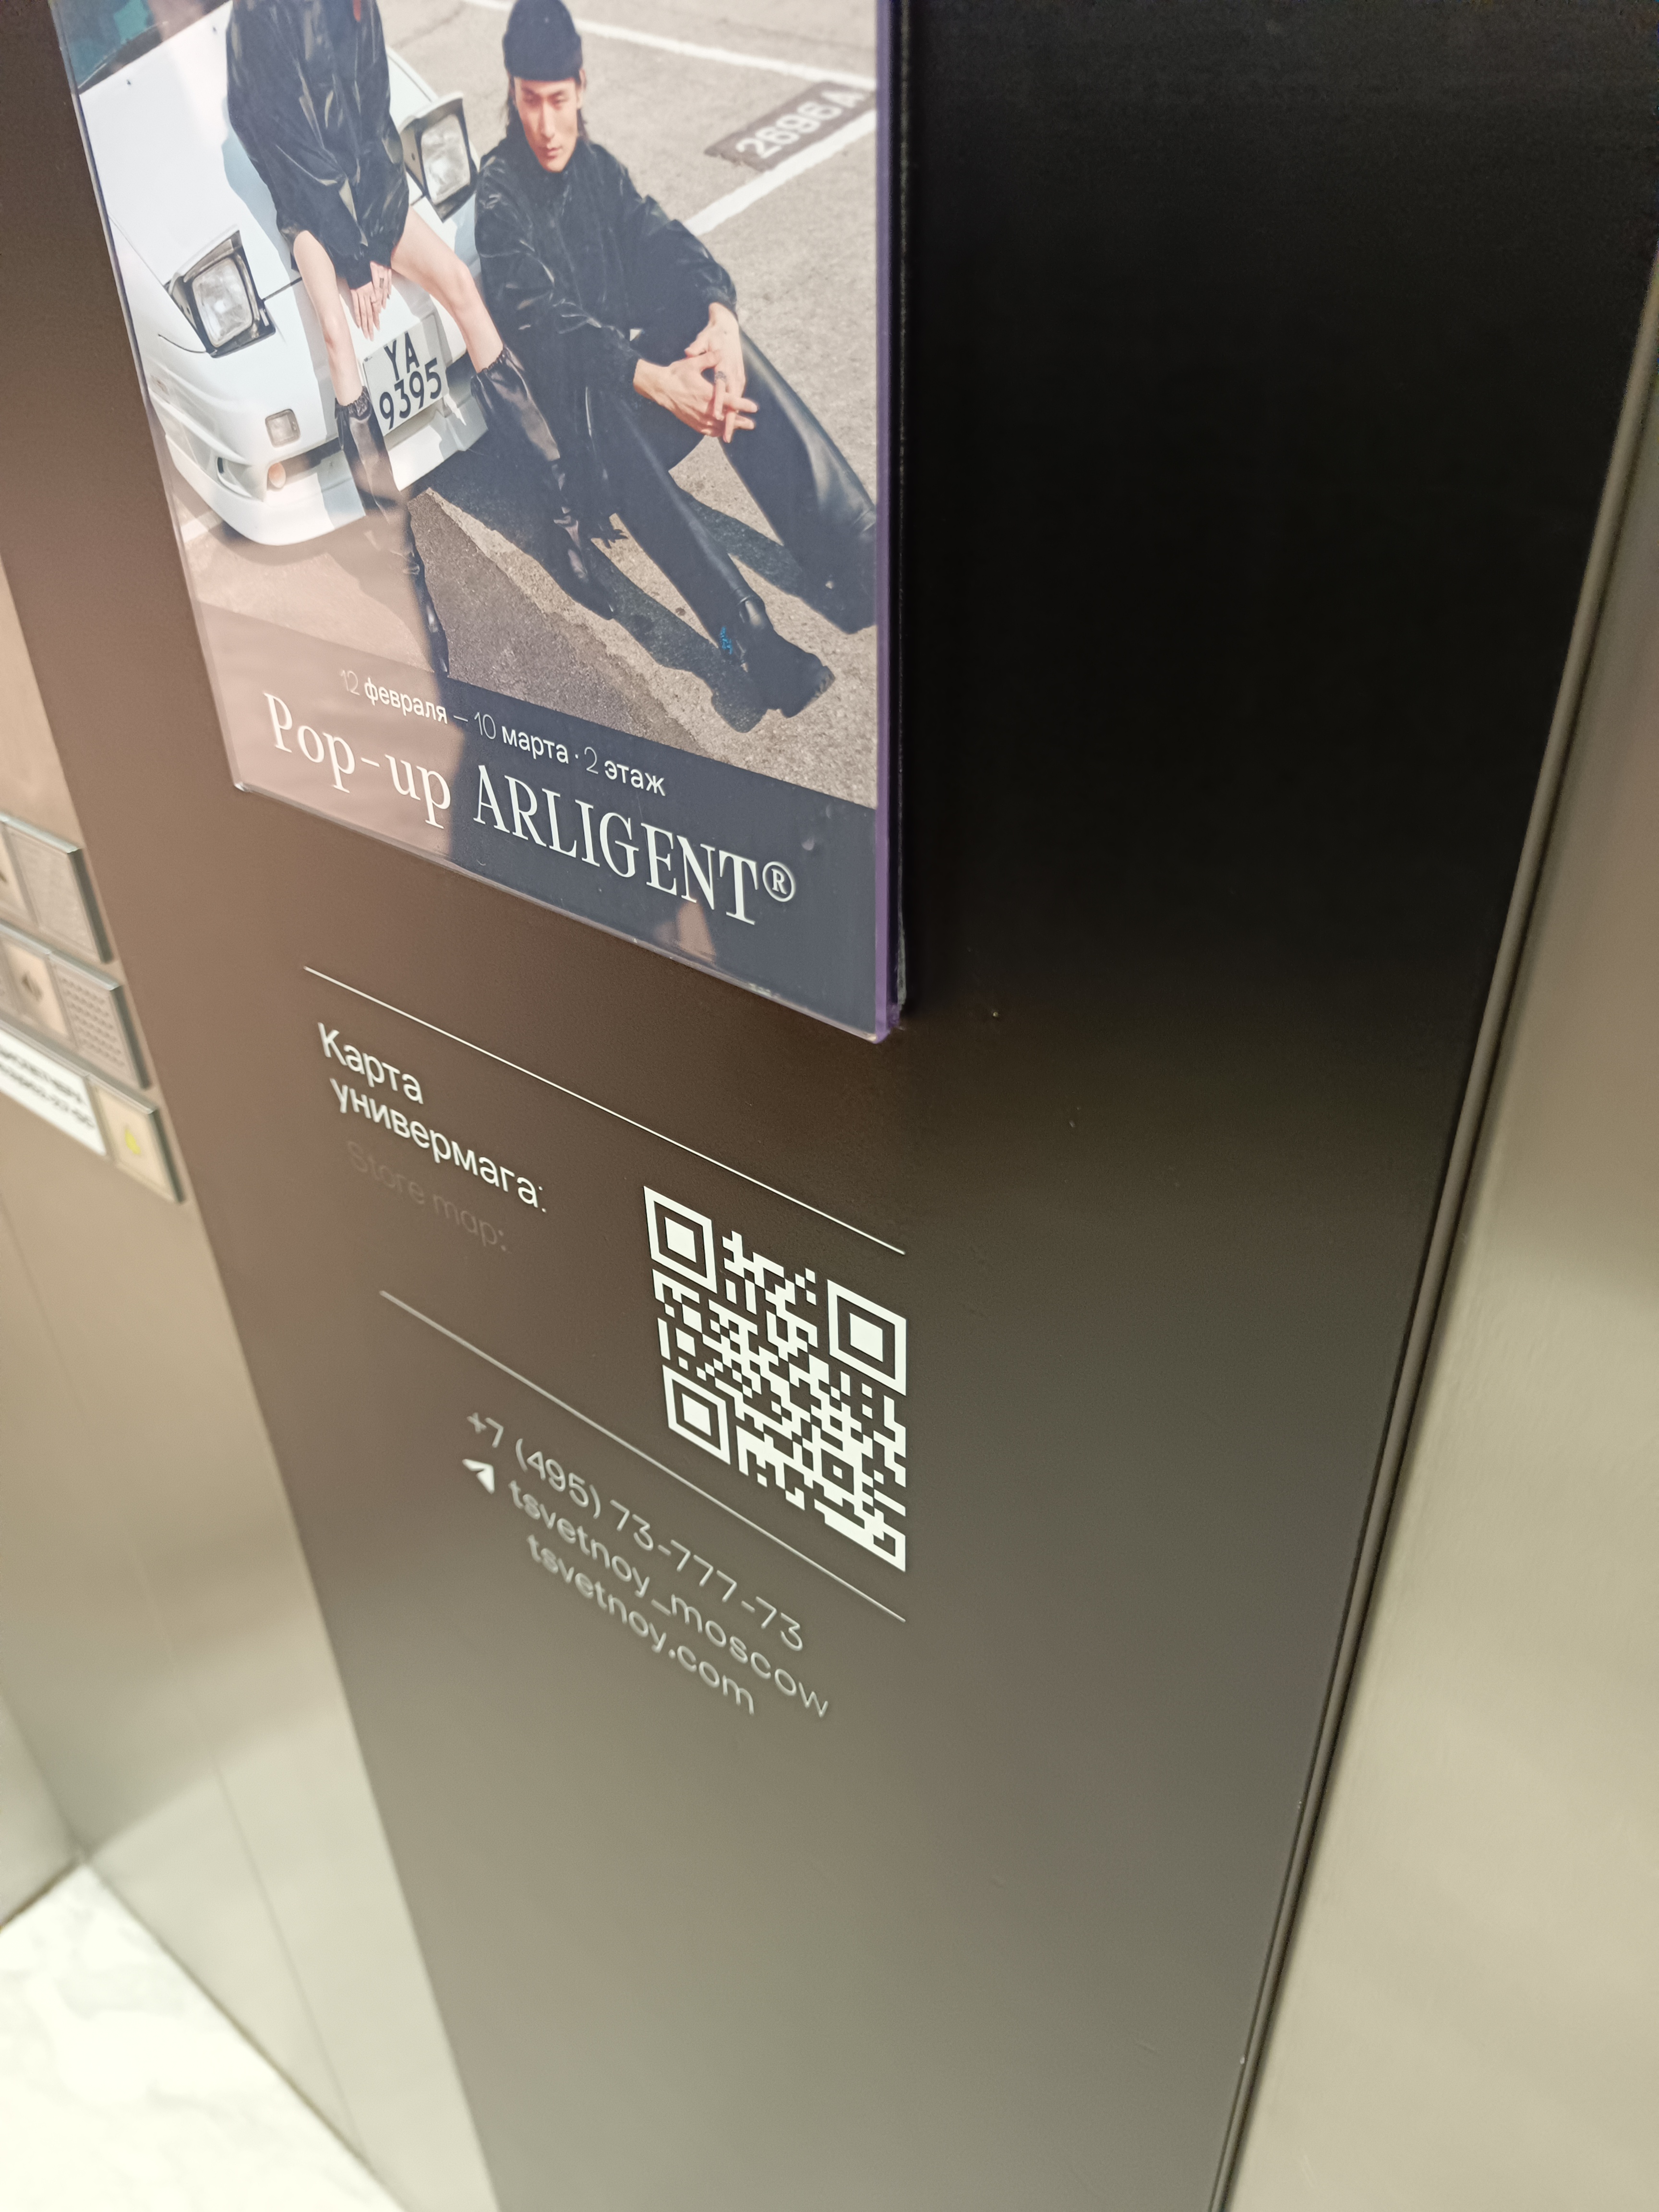 2696A
YA
9395
12 февраля – 10 марта · 2 этаж
Pop-up ARLIGENT®
Карта
универмага:
Store map:
+7 (495) 73-777-73
tsvetnoy_moscow
tsvetnoy.com